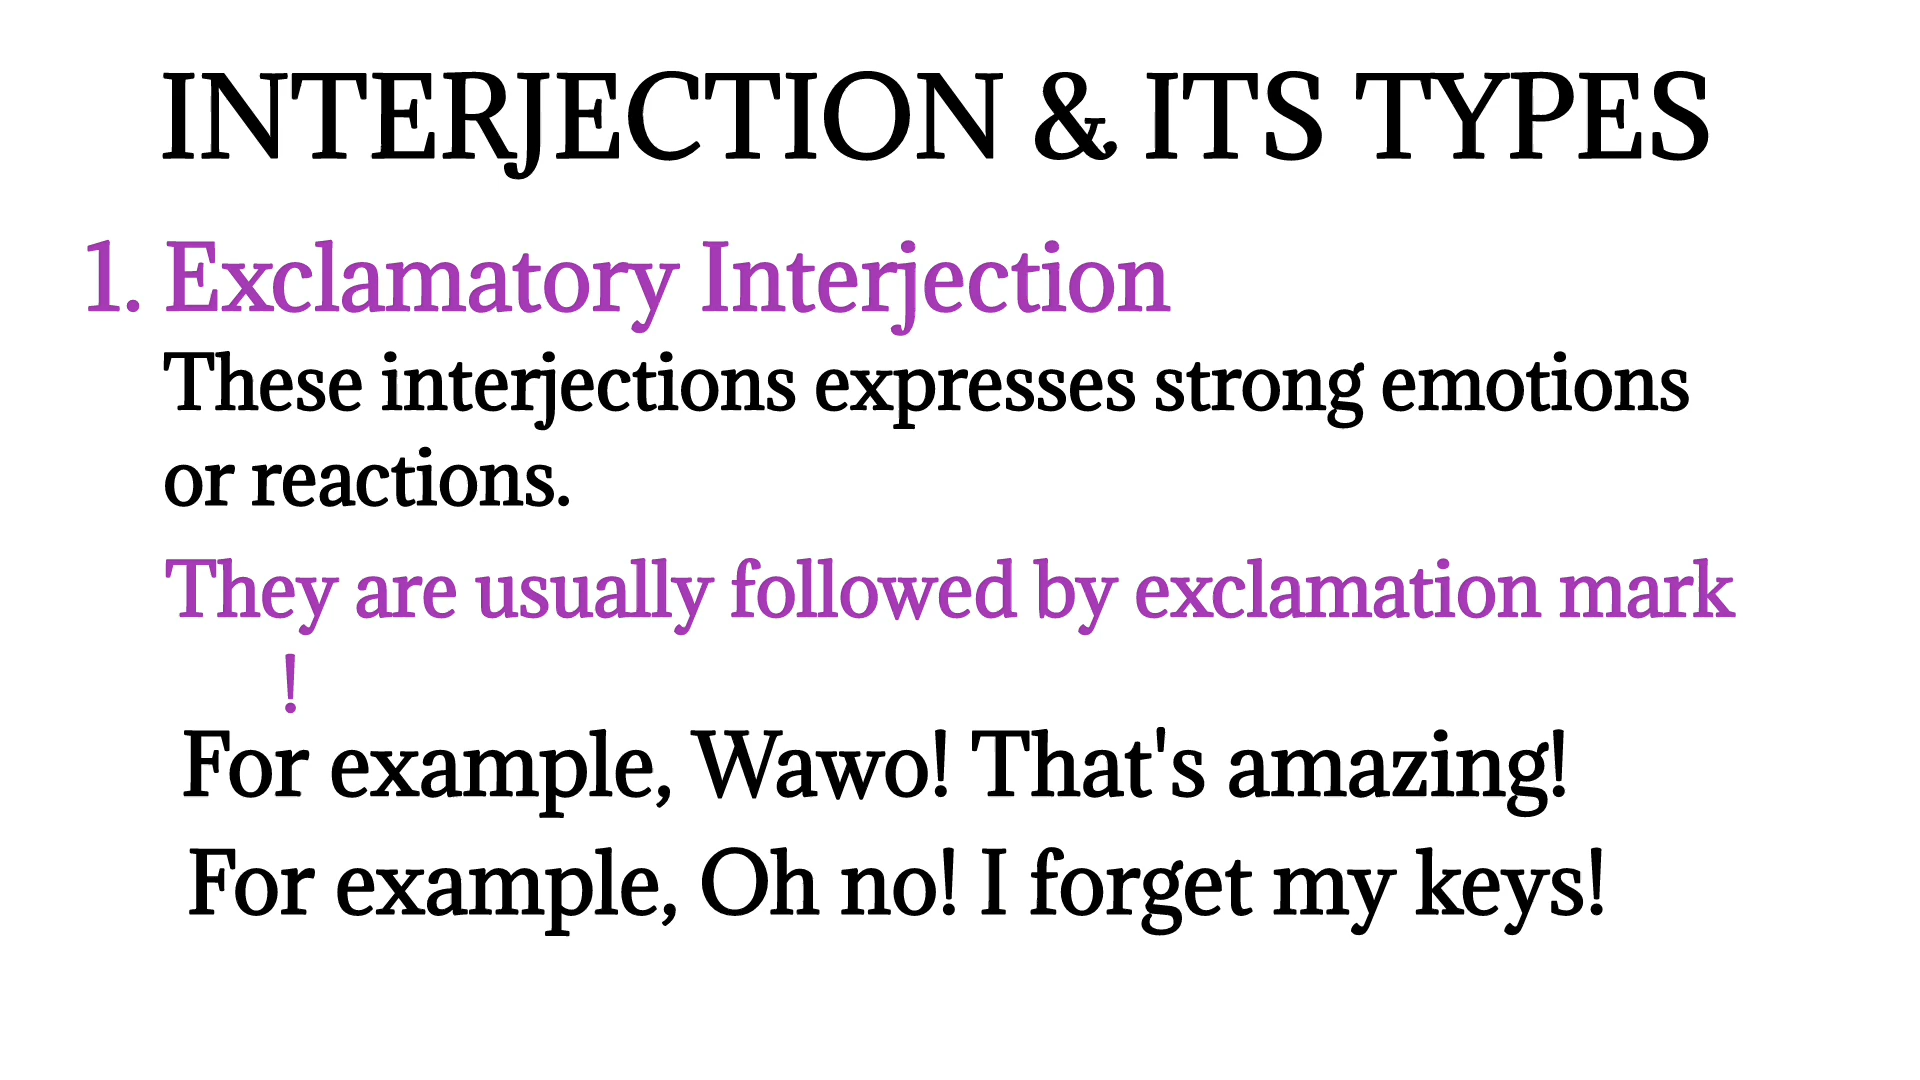 INTERJECTION & ITS TYPES
1. Exclamatory Interjection
These interjections expresses strong emotions
or reactions.
They are usually followed by exclamation mark
!
For example, Wawo! That's amazing!
For example, Oh no! I forget my keys!